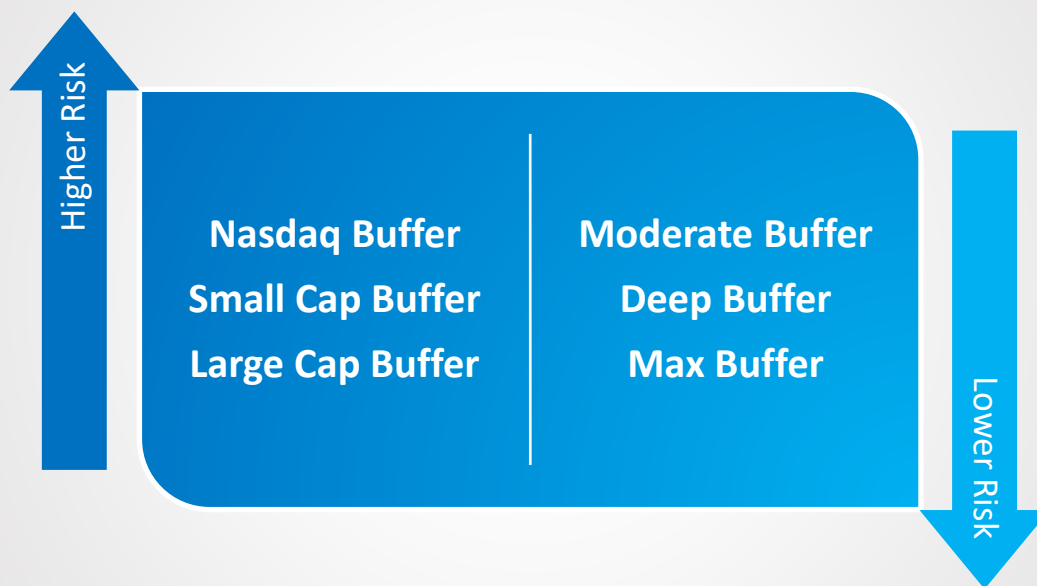 Higher Risk
Nasdaq Buffer
Small Cap Buffer
Large Cap Buffer
Moderate Buffer
Deep Buffer
Max Buffer
Lower Risk